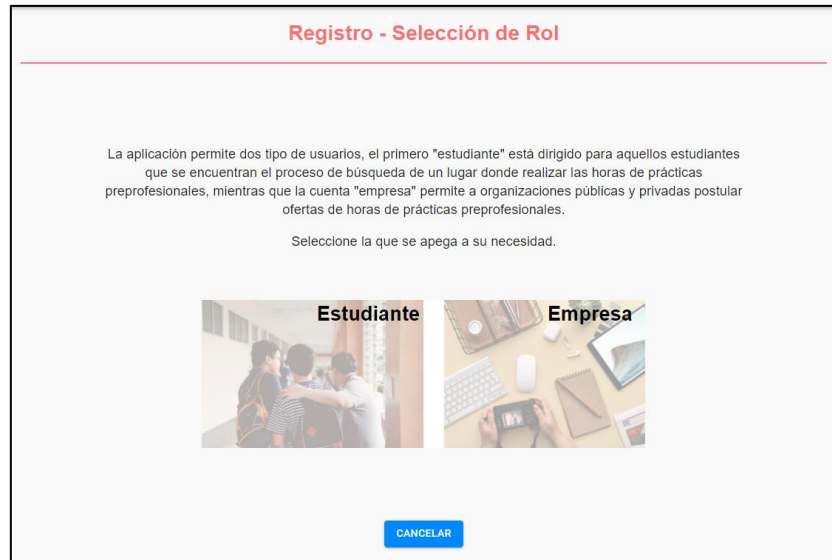 Registro - Selección de Rol
La aplicación permite dos tipo de usuarios, el primero "estudiante" está dirigido para aquellos estudiantes
que se encuentran el proceso de búsqueda de un lugar donde realizar las horas de prácticas
preprofesionales, mientras que la cuenta "empresa" permite a organizaciones públicas y privadas postular
ofertas de horas de prácticas preprofesionales.
Seleccione la que se apega a su necesidad.
Estudiante
Empresa
CANCELAR